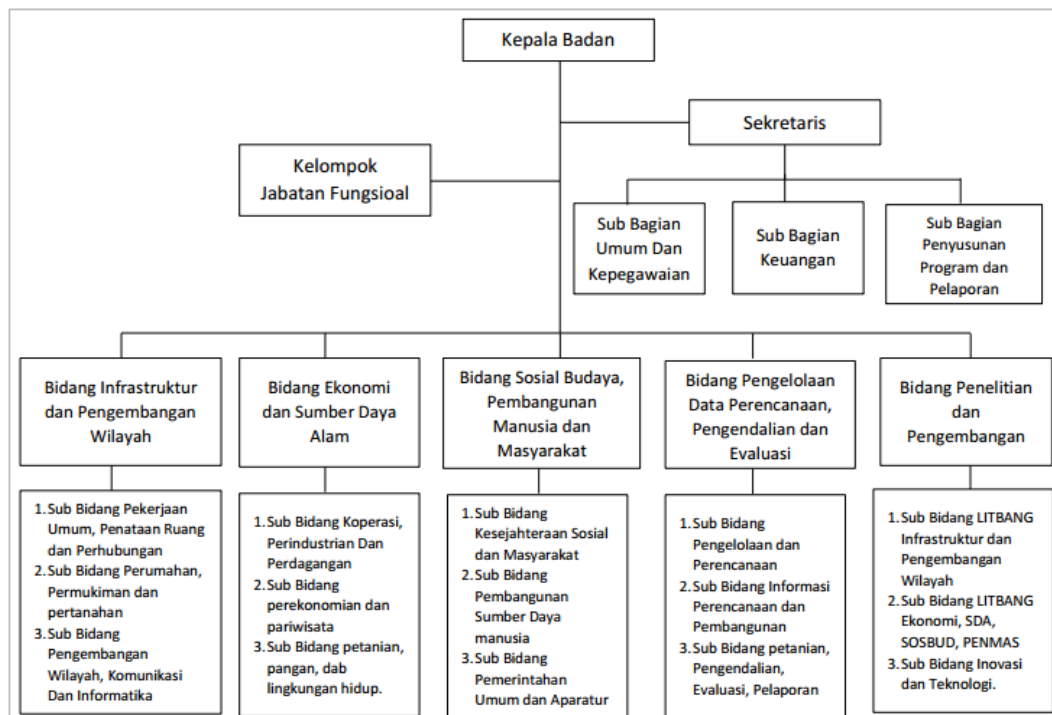 Kepala Badan
Sekretaris
Kelompok
Jabatan Fungsioal
Sub Bagian
Umum Dan
Kepegawaian
Sub Bagian
Keuangan
Sub Bagian
Penyusunan
Program dan
Pelaporan
Bidang Infrastruktur
dan Pengembangan
Wilayah
Bidang Ekonomi
dan Sumber Daya
Alam
Bidang Sosial Budaya,
Pembangunan
Manusia dan
Masyarakat
Bidang Pengelolaan
Data Perencanaan,
Pengendalian dan
Evaluasi
Bidang Penelitian
dan
Pengembangan
1. Sub Bidang Pekerjaan
Umum, Penataan Ruang
dan Perhubungan
2. Sub Bidang Perumahan,
Permukiman dan
pertanahan
3. Sub Bidang
Pengembangan
Wilayah, Komunikasi
Dan Informatika
1. Sub Bidang Koperasi,
Perindustrian Dan
Perdagangan
2. Sub Bidang
perekonomian dan
pariwisata
3. Sub Bidang petanian,
pangan, dab
lingkungan hidup.
1. Sub Bidang
Kesejahteraan Sosial
dan Masyarakat
2. Sub Bidang
Pembangunan
Sumber Daya
manusia
3. Sub Bidang
Pemerintahan
Umum dan Aparatur
1. Sub Bidang
Pengelolaan dan
Perencanaan
2. Sub Bidang Informasi
Perencanaan dan
Pembangunan
3. Sub Bidang petanian,
Pengendalian,
Evaluasi, Pelaporan
1. Sub Bidang LITBANG
Infrastruktur dan
Pengembangan
Wilayah
2. Sub Bidang LITBANG
Ekonomi, SDA,
SOSBUD, PENMAS
3. Sub Bidang Inovasi
dan Teknologi.